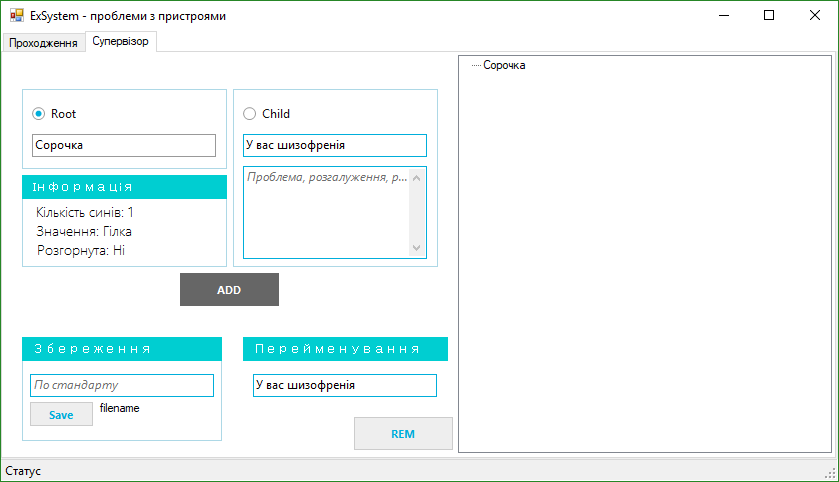 ExSystem - проблеми з пристроями
Проходження
Супервізор
Root
Сорочка
Інформація
Кількість синів: 1
Значення: Гілка
Розгорнута: Ні
Child
У вас шизофренія
Проблема, розгалуження, р...
ADD
Збереження
По стандарту
Save
filename
Перейменування
У вас шизофренія
REM
Сорочка
Статус